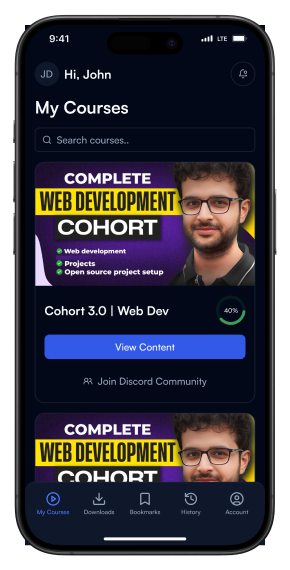 9:41
LTE
JD
Hi, John
My Courses
Search courses..
COMPLETE
WEB DEVELOPMENT
COHORT
Web development
Projects
Open source project setup
Cohort 3.0 | Web Dev
40%
View Content
Join Discord Community
COMPLETE
WEB DEVELOPMENT
COHORT
My Courses
Downloads
Bookmarks
History
Account